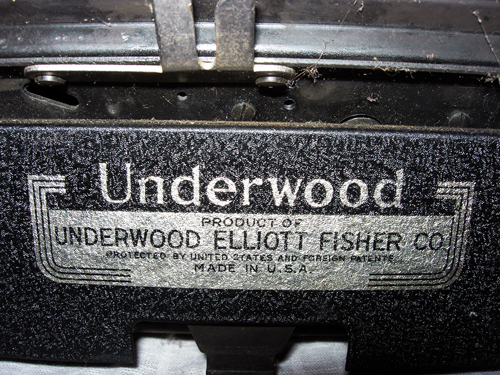 Underwood
PRODUCT OF
UNDERWOOD ELLIOTT FISHER CO.
PROTECTED BY UNITED STATES AND FOREIGN PATENTS
MADE IN U.S.A.